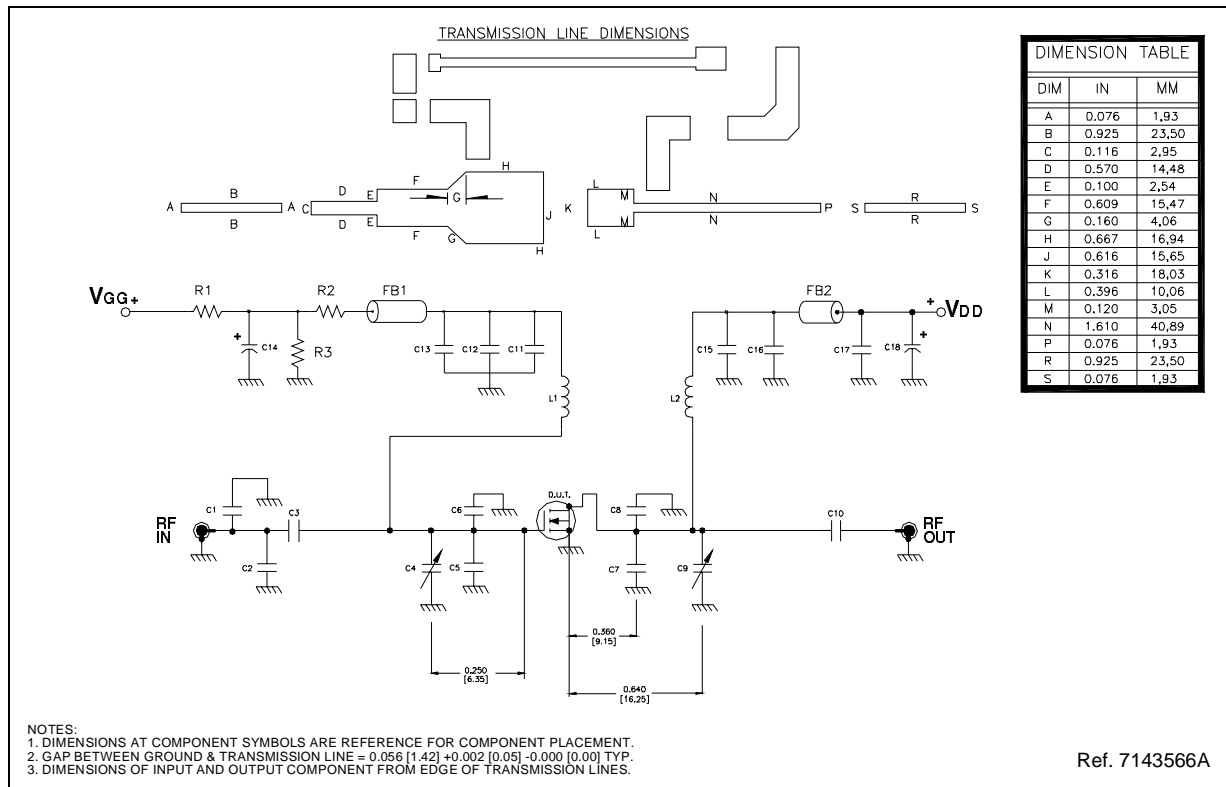 TRANSMISSION LINE DIMENSIONS
DIMENSION TABLE
DIM IN MM
A 0.076 1,93
B 0.925 23,50
C 0.116 2,95
D 0.570 14,48
E 0.100 2,54
F 0.609 15,47
G 0.160 4,06
H 0.667 16,94
J 0.616 15,65
K 0.316 18,03
L 0.396 10,06
M 0.120 3,05
N 1.610 40,89
P 0.076 1,93
R 0.925 23,50
S 0.076 1,93
H
B D F L M N R
A A C E G J K P S S
B D E F G L M N R
H
VGG+ R1 R2 FB1 FB2 + VDD
+ C14 R3 C13 C12 C11 C15 C16 C17 + C18
L1 L2
D.U.T.
C1 C6 C8
RF IN C3 C10 RF OUT
C2 C4 C5 C7 C9
0.360
[9.15]
0.250
[6.35]
0.640
[16.25]
NOTES:
1. DIMENSIONS AT COMPONENT SYMBOLS ARE REFERENCE FOR COMPONENT PLACEMENT.
2. GAP BETWEEN GROUND & TRANSMISSION LINE = 0.056 [1.42] +0.002 [0.05] -0.000 [0.00] TYP.
3. DIMENSIONS OF INPUT AND OUTPUT COMPONENT FROM EDGE OF TRANSMISSION LINES.
Ref. 7143566A